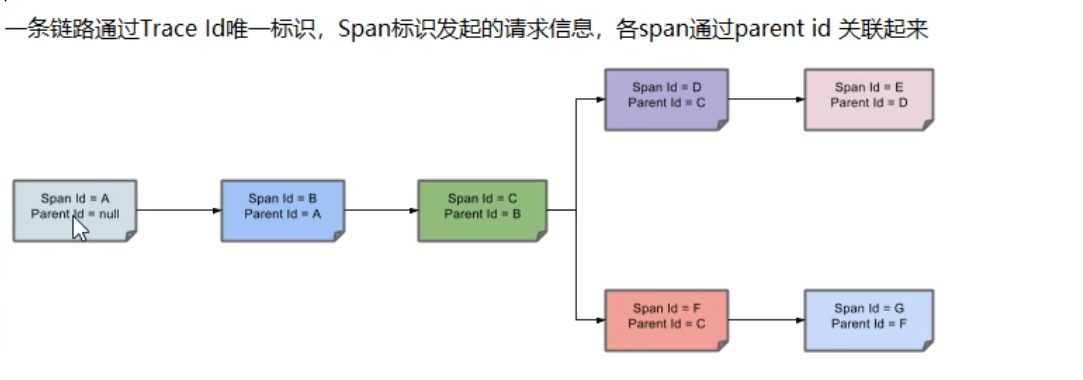 一条链路通过Trace Id唯一标识，Span标识发起的请求信息，各span通过parent id 关联起来
Span Id = D
Parent Id = C
Span Id = E
Parent Id = D
Span Id = A
Parent Id = null
Span Id = B
Parent Id = A
Span Id = C
Parent Id = B
Span Id = F
Parent Id = C
Span Id = G
Parent Id = F